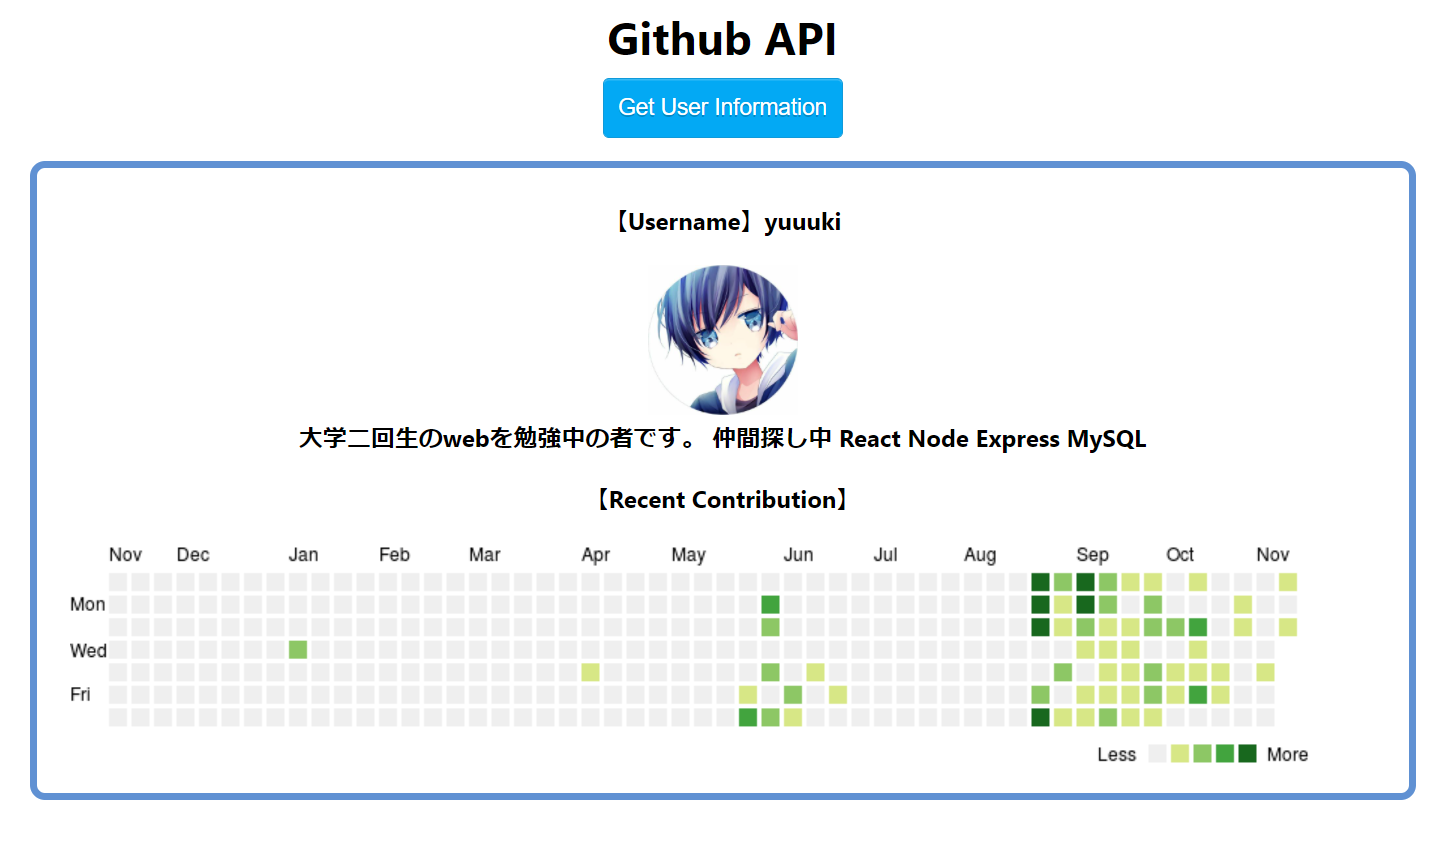 Github API
Get User Information
【Username】yuuuki
大学二回生のwebを勉強中の者です。 仲間探し中 React Node Express MySQL
【Recent Contribution】
Nov Dec Jan Feb Mar Apr May Jun Jul Aug Sep Oct Nov
Mon
Wed
Fri
Less More